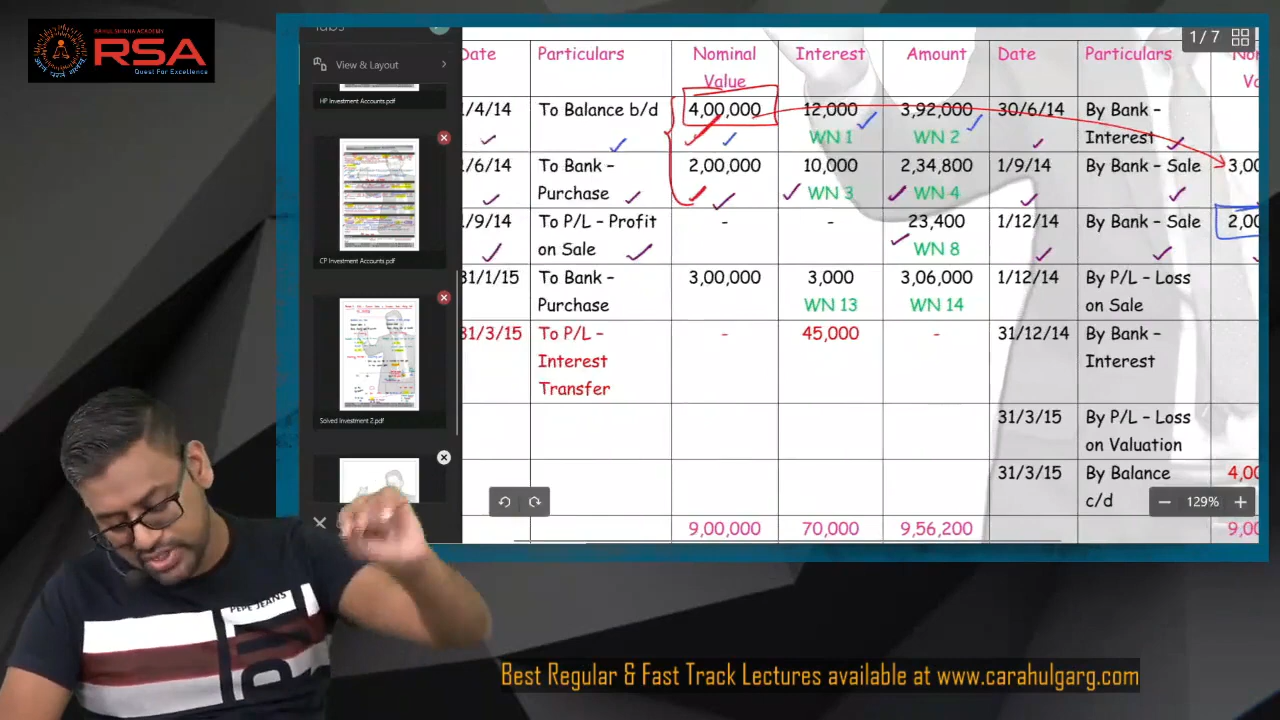 RAHUL SHIKHA ACADEMY
RSA
Quest For Excellence
Tabs
View & Layout
HP Investment Accounts.pdf
CP Investment Accounts.pdf
Solved Investment 2.pdf
1 / 7
Date Particulars Nominal Value Interest Amount Date Particulars
/4/14 To Balance b/d 4,00,000 12,000 WN 1 3,92,000 WN 2 30/6/14 By Bank – Interest
/6/14 To Bank – Purchase 2,00,000 10,000 WN 3 2,34,800 WN 4 1/9/14 By Bank – Sale 3,00
/9/14 To P/L – Profit on Sale - - 23,400 WN 8 1/12/14 By Bank – Sale 2,00
31/1/15 To Bank – Purchase 3,00,000 3,000 WN 13 3,06,000 WN 14 1/12/14 By P/L – Loss on Sale
31/3/15 To P/L – Interest Transfer - 45,000 - 31/12/14 By Bank – Interest
31/3/15 By P/L – Loss on Valuation
31/3/15 By Balance c/d 4,00
129%
9,00,000 70,000 9,56,200 9,00
PEPE JEANS
Best Regular & Fast Track Lectures available at www.carahulgarg.com